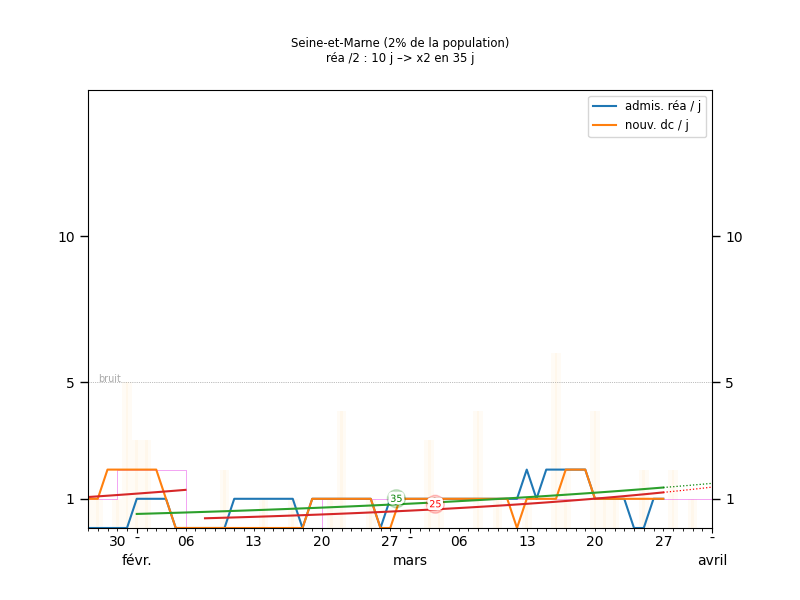 Seine-et-Marne (2% de la population)
réa /2 : 10 j –> x2 en 35 j
admis. réa / j
nouv. dc / j
10 10
bruit
5 5
35
25
1 1
30 - 06 13 20 27 - 06 13 20 27 -
févr. mars avril